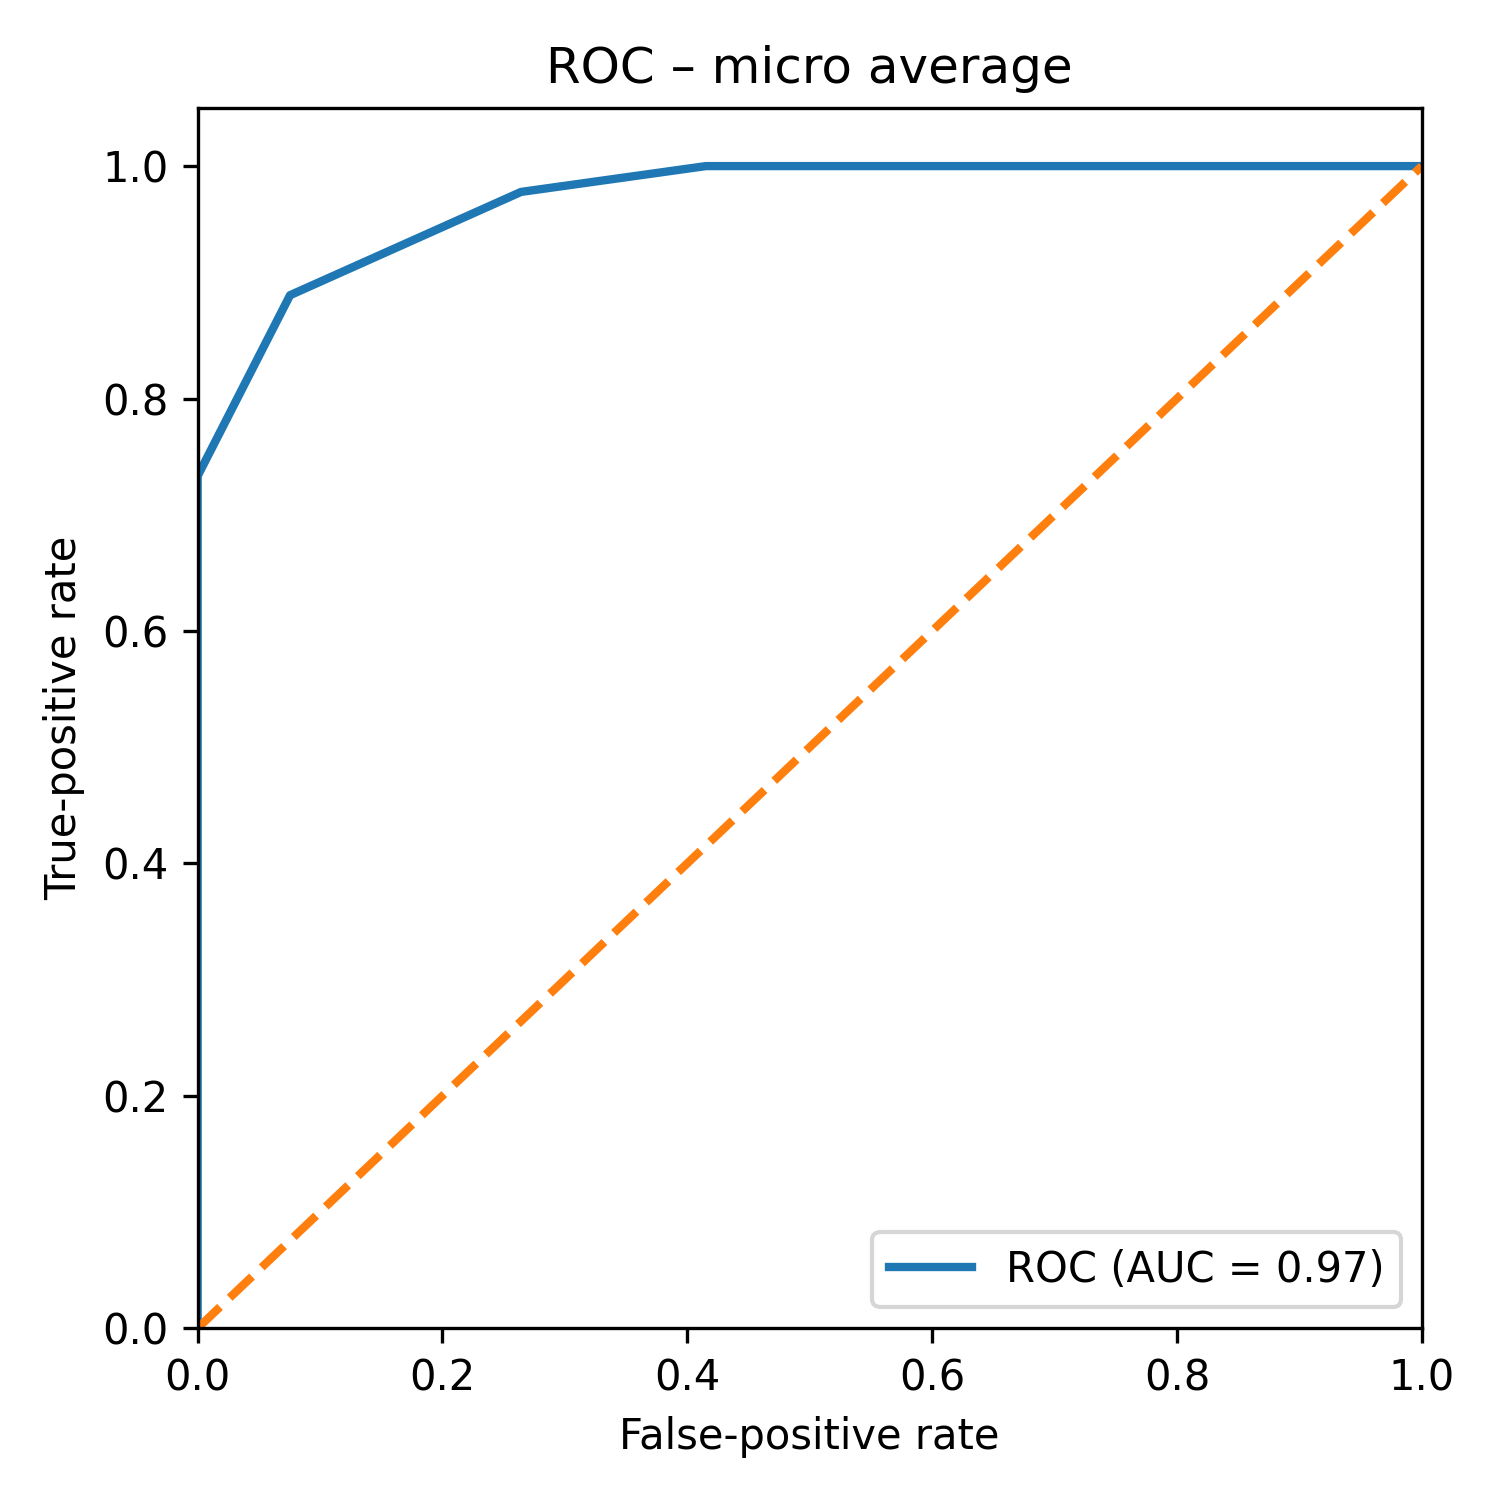 ROC – micro average
1.0
0.8
0.6
0.4
0.2
0.0
True-positive rate
0.0 0.2 0.4 0.6 0.8 1.0
False-positive rate
ROC (AUC = 0.97)